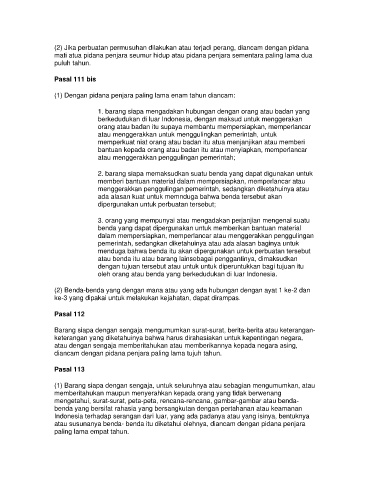 (2) Jika perbuatan permusuhan dilakukan atau terjadi perang, diancam dengan pidana
mati atua pidana penjara seumur hidup atau pidana penjara sementara paling lama dua
puluh tahun.
Pasal 111 bis
(1) Dengan pidana penjara paling lama enam tahun diancam:
1. barang siapa mengadakan hubungan dengan orang atau badan yang
berkedudukan di luar Indonesia, dengan maksud untuk menggerakan
orang atau badan itu supaya membantu mempersiapkan, memperlancar
atau menggerakkan untuk menggulingkan pemerintah, untuk
memperkuat niat orang atau badan itu atua menjanjikan atau memberi
bantuan kepada orang atau badan itu atau menyiapkan, momperlancar
atau menggerakkan penggulingan pemerintah;
2. barang siapa memaksudkan suatu benda yang dapat digunakan untuk
memberi bantuan material dalam mempersiapkan, memperlancar atau
menggerakkan penggulingan pemerintah, sedangkan diketahuinya atau
ada alasan kuat untuk memnduga bahwa benda tersebut akan
dipergunakan untuk perbuatan tersebut;
3. orang yang mempunyai atau mengadakan perjanjian mengenai suatu
benda yang dapat dipergunakan untuk memberikan bantuan material
dalam mempersiapkan, memperlancar atau menggerakkan penggulingan
pemerintah, sedangkan diketahuinya atau ada alasan baginya untuk
menduga bahwa benda itu akan dipergunakan untuk perbuatan tersebut
atau benda itu atau barang lainsebagai penggantinya, dimaksudkan
dengan tujuan tersebut atau untuk untuk diperuntukkan bagi tujuan itu
oleh orang atau benda yang berkedudukan di luar Indonesia.
(2) Benda-benda yang dengan mana atau yang ada hubungan dengan ayat 1 ke-2 dan
ke-3 yang dipakai untuk melakukan kejahatan, dapat dirampas.
Pasal 112
Barang siapa dengan sengaja mengumumkan surat-surat, berita-berita atau keterangan-
keterangan yang diketahuinya bahwa harus dirahasiakan untuk kepentingan negara,
atau dengan sengaja memberitahukan atau memberikannya kepada negara asing,
diancam dengan pidana penjara paling lama tujuh tahun.
Pasal 113
(1) Barang siapa dengan sengaja, untuk seluruhnya atau sebagian mengumumkan, atau
memberitahukan maupun menyerahkan kepada orang yang tidak berwenang
mengetahui, surat-surat, peta-peta, rencana-rencana, gambar-gambar atau benda-
benda yang bersifat rahasia yang bersangkutan dengan pertahanan atau keamanan
Indonesia terhadap serangan dari luar, yang ada padanya atau yang isinya, bentuknya
atau susunanya benda- benda itu diketahui olehnya, diancam dengan pidana penjara
paling lama empat tahun.